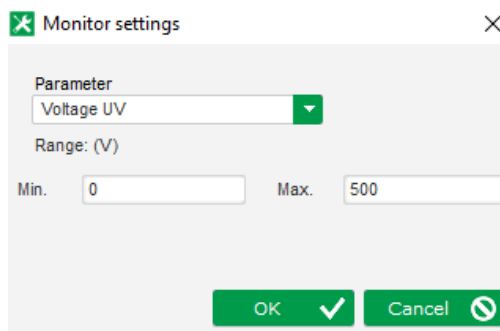 Monitor settings
Parameter
Voltage UV
Range: (V)
Min. 0 Max. 500
OK Cancel